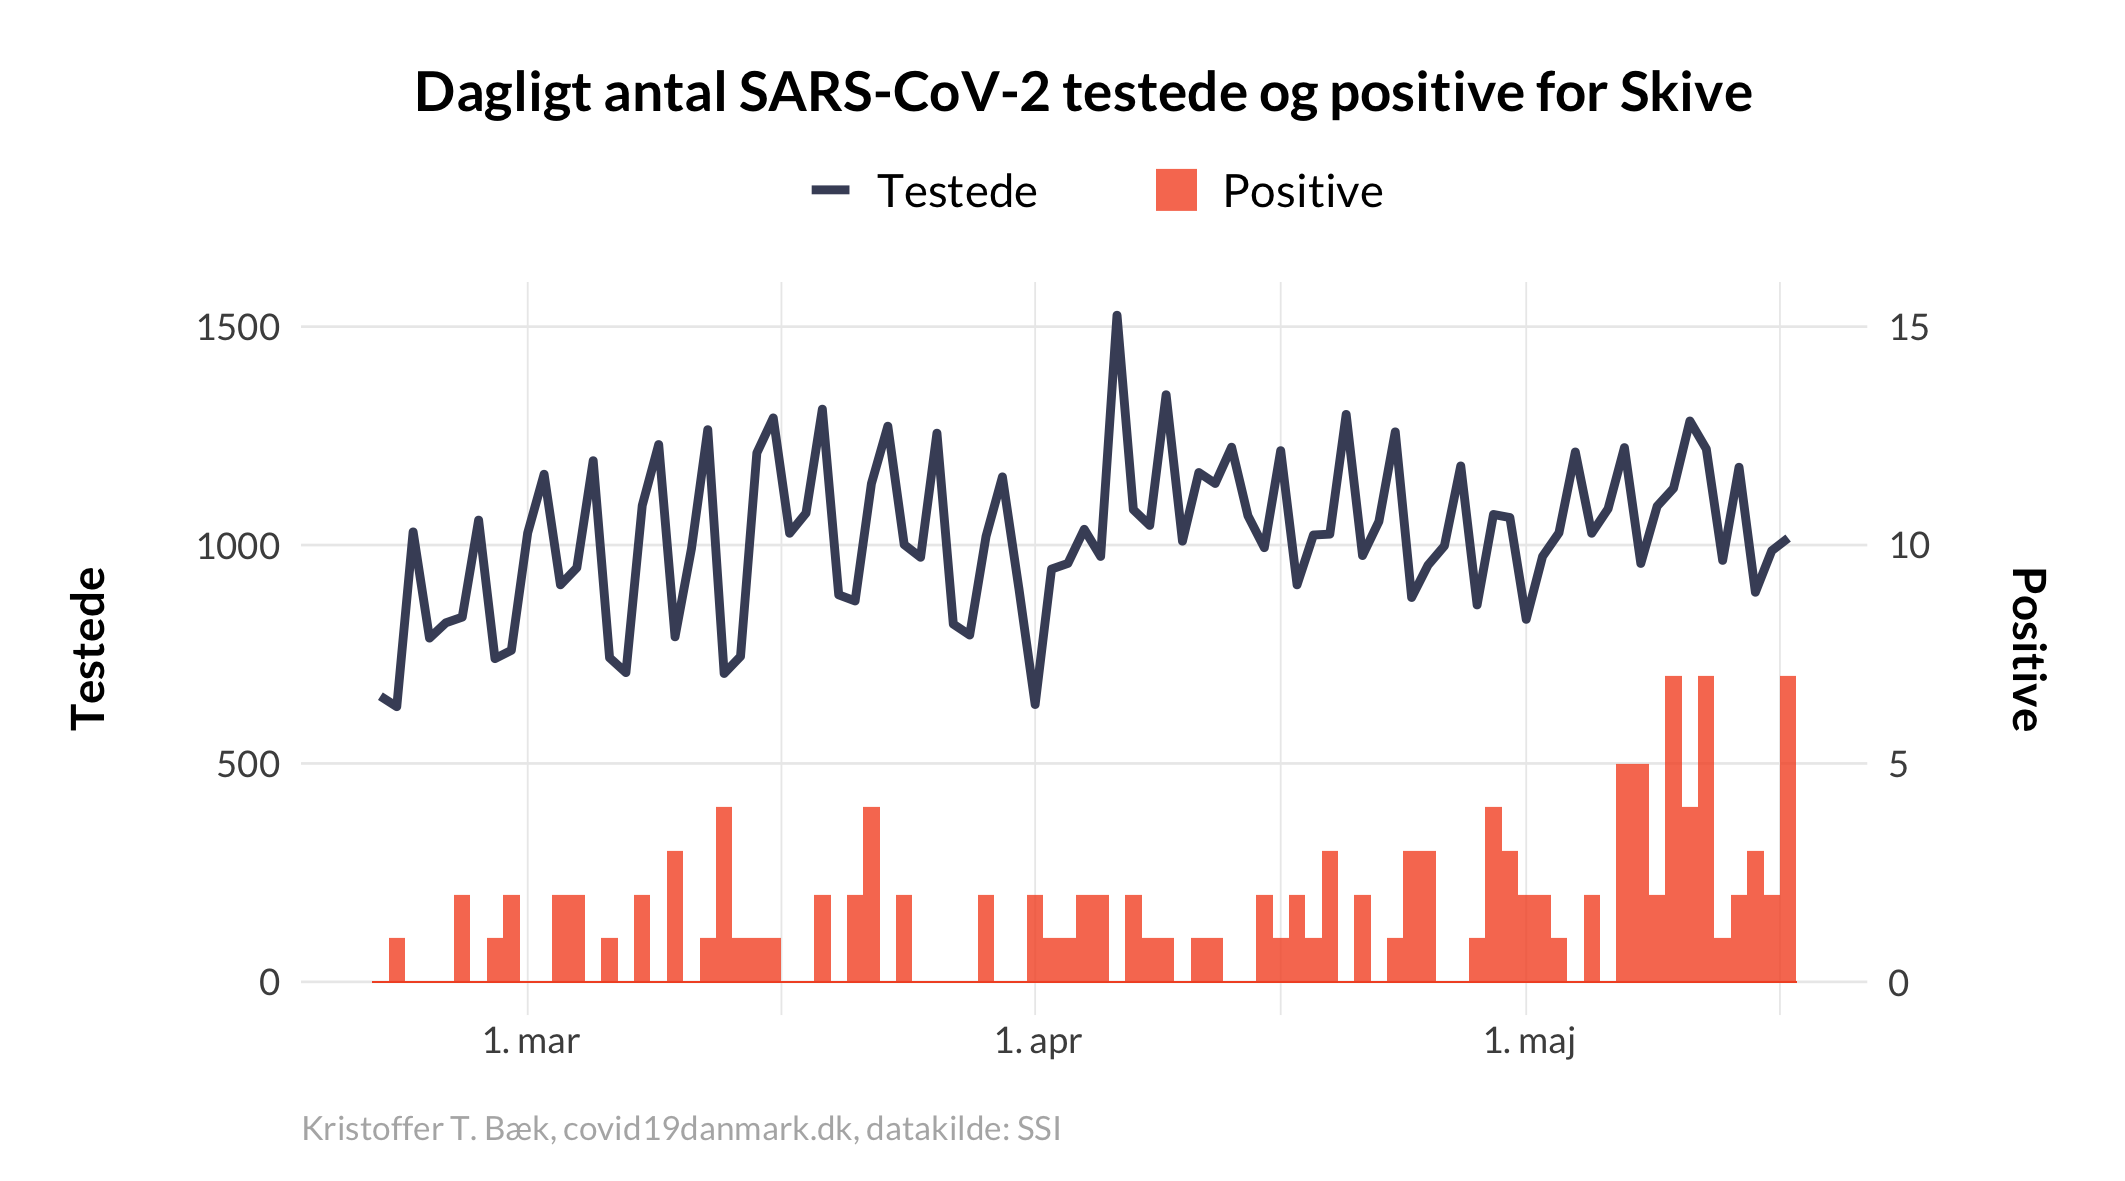 Dagligt antal SARS-CoV-2 testede og positive for Skive
Testede
Positive
1500
1000
500
0
15
10
5
0
Testede
Positive
1. mar
1. apr
1. maj
Kristoffer T. Bæk, covid19danmark.dk, datakilde: SSI